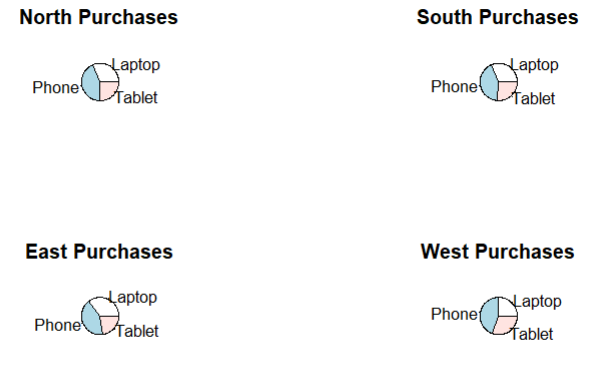 North Purchases
Laptop
Phone
Tablet
South Purchases
Laptop
Phone
Tablet
East Purchases
Laptop
Phone
Tablet
West Purchases
Laptop
Phone
Tablet